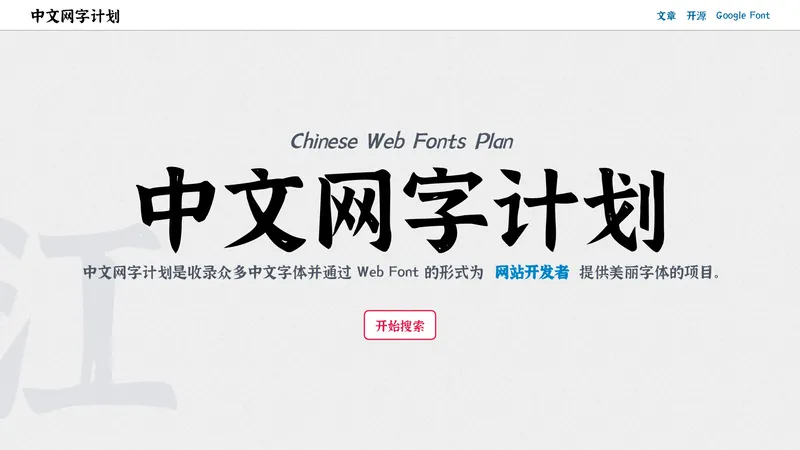 中文网字计划
文章 开源 Google Font
Chinese Web Fonts Plan
中文网字计划
中文网字计划是收录众多中文字体并通过 Web Font 的形式为 网站开发者 提供美丽字体的项目。
开始搜索
江